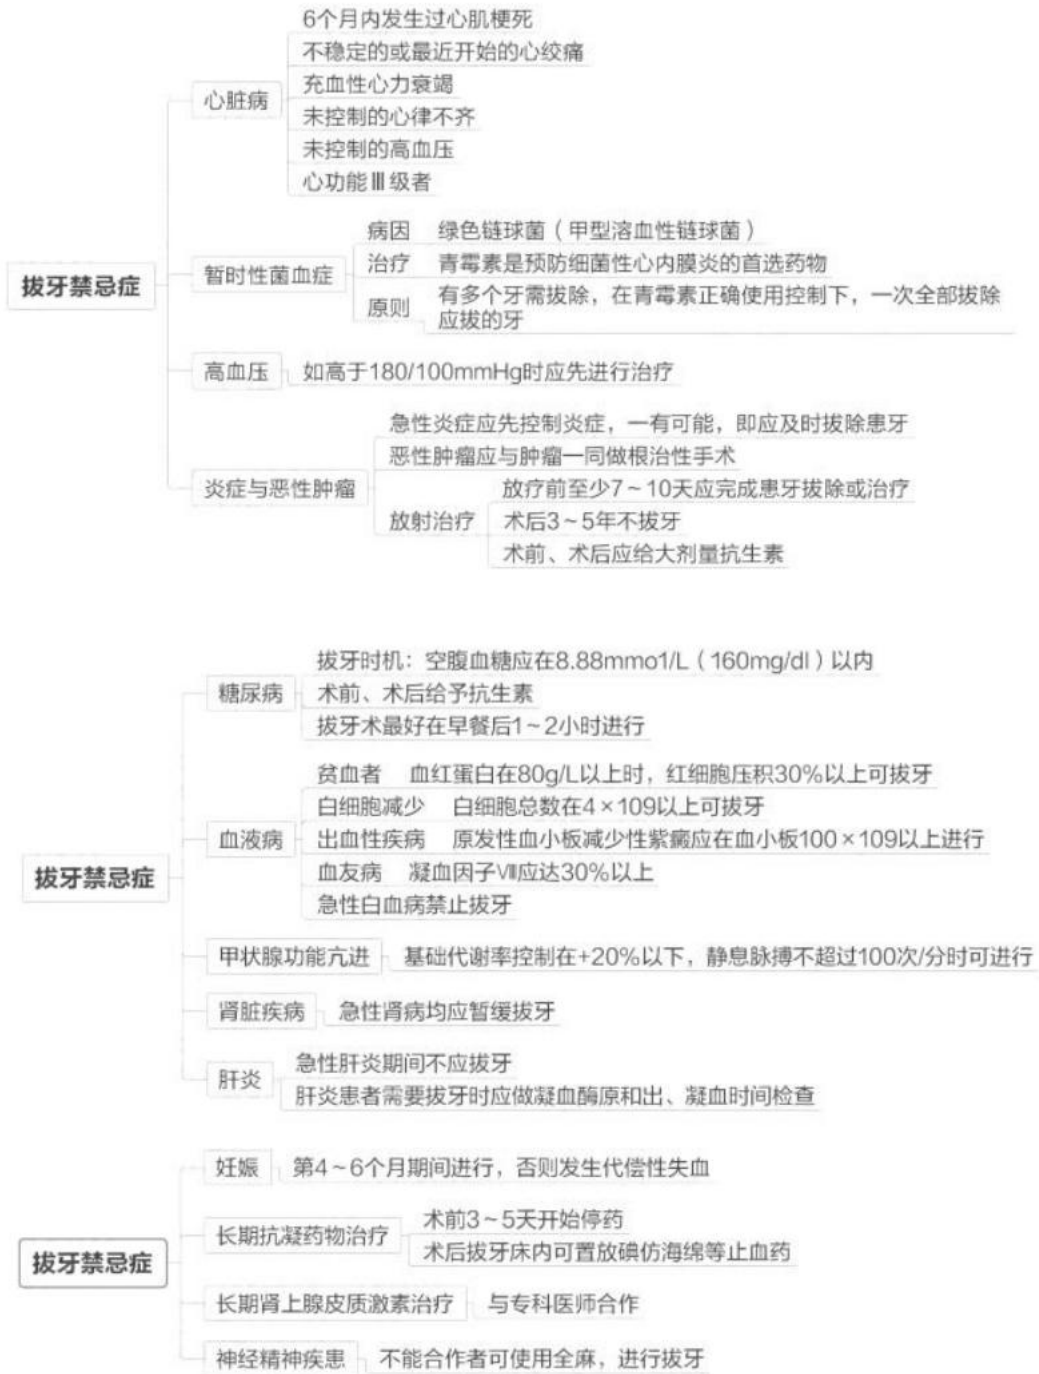 拔牙禁忌症
心脏病
6个月内发生过心肌梗死
不稳定的或最近开始的心绞痛
充血性心力衰竭
未控制的心律不齐
未控制的高血压
心功能Ⅲ级者
暂时性菌血症
病因 绿色链球菌（甲型溶血性链球菌）
治疗 青霉素是预防细菌性心内膜炎的首选药物
原则 有多个牙需拔除，在青霉素正确使用控制下，一次全部拔除
应拔的牙
高血压 如高于180/100mmHg时应先进行治疗
炎症与恶性肿瘤
急性炎症应先控制炎症，一有可能，即应及时拔除患牙
恶性肿瘤应与肿瘤一同做根治性手术
放射治疗
放疗前至少7～10天应完成患牙拔除或治疗
术后3～5年不拔牙
术前、术后应给大剂量抗生素
拔牙禁忌症
糖尿病
拔牙时机：空腹血糖应在8.88mmo1/L（160mg/dl）以内
术前、术后给予抗生素
拔牙术最好在早餐后1～2小时进行
血液病
贫血者 血红蛋白在80g/L以上时，红细胞压积30%以上可拔牙
白细胞减少 白细胞总数在4×109以上可拔牙
出血性疾病 原发性血小板减少性紫癜应在血小板100×109以上进行
血友病 凝血因子Ⅷ应达30%以上
急性白血病禁止拔牙
甲状腺功能亢进 基础代谢率控制在+20%以下，静息脉搏不超过100次/分时可进行
肾脏疾病 急性肾病均应暂缓拔牙
肝炎
急性肝炎期间不应拔牙
肝炎患者需要拔牙时应做凝血酶原和出、凝血时间检查
拔牙禁忌症
妊娠 第4～6个月期间进行，否则发生代偿性失血
长期抗凝药物治疗
术前3～5天开始停药
术后拔牙床内可置放碘仿海绵等止血药
长期肾上腺皮质激素治疗 与专科医师合作
神经精神疾患 不能合作者可使用全麻，进行拔牙